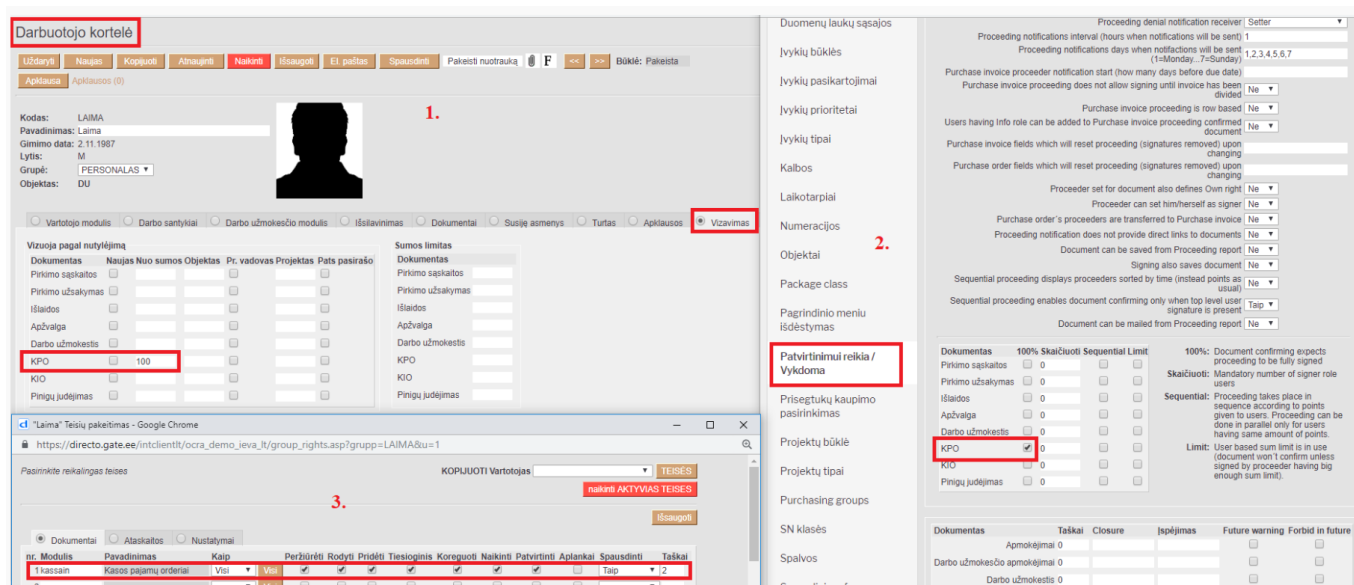 Darbuotojo kortelė
Uždaryti Naujas Kopijuoti Atnaujinti Naikinti Išsaugoti El. paštas Spausdinti Pakeisti nuotrauką F << >> Būklė: Pakeista
Apklausa Apklausos (0)
1.
Kodas: LAIMA
Pavadinimas: Laima
Gimimo data: 2.11.1987
Lytis: M
Grupė: PERSONALAS
Objektas: DU
Vartotojo modulis Darbo santykiai Darbo užmokesčio modulis Išsilavinimas Dokumentai Susiję asmenys Turtas Apklausos Vizavimas
Vizuoja pagal nutylėjimą
Dokumentas Naujas Nuo sumos Objektas Pr. vadovas Projektas Pats pasirašo
Pirkimo sąskaitos
Pirkimo užsakymas
Išlaidos
Apžvalga
Darbo užmokestis
KPO 100
KIO
Pinigų judėjimas
Sumos limitas
Dokumentas
Pirkimo sąskaitos
Pirkimo užsakymas
Išlaidos
Apžvalga
Darbo užmokestis
KPO
KIO
Pinigų judėjimas
"Laima" Teisių pakeitimas - Google Chrome
https://directo.gate.ee/intclientlt/ocra_demo_ieva_lt/group_rights.asp?grupp=LAIMA&u=1
Pasirinkite reikalingas teises
KOPIJUOTI Vartotojas TEISĖS
naikinti AKTYVIAS TEISES
3.
Išsaugoti
Dokumentai Ataskaitos Nustatymai
nr. Modulis Pavadinimas Kaip Peržiūrėti Rodyti Pridėti Tiesioginis Koreguoti Naikinti Patvirtinti Aplankai Spausdinti Taškai
1 kassain Kasos pajamų orderiai Visi Visi Taip 2
Duomenų laukų sąsajos
Įvykių būklės
Įvykių pasikartojimai
Įvykių prioritetai
Įvykių tipai
Kalbos
Laikotarpiai
Numeracijos
Objektai
Package class
Pagrindinio meniu
išdėstymas
Patvirtinimui reikia /
Vykdoma
Prisegtukų kaupimo
pasirinkimas
Projektų būklė
Projektų tipai
Purchasing groups
SN klasės
Spalvos
2.
Proceeding denial notification receiver Setter
Proceeding notifications interval (hours when notifications will be sent) 1
Proceeding notifications days when notifactions will be sent
(1=Monday...7=Sunday) 1,2,3,4,5,6,7
Purchase invoice proceeder notification start (how many days before due date)
Purchase invoice proceeding does not allow signing until invoice has been
divided Ne
Purchase invoice proceeding is row based Ne
Users having Info role can be added to Purchase invoice proceeding confirmed
document Ne
Purchase invoice fields which will reset proceeding (signatures removed) upon
changing
Purchase order fields which will reset proceeding (signatures removed) upon
changing
Proceeder set for document also defines Own right Ne
Proceeder can set him/herself as signer Ne
Purchase order´s proceeders are transferred to Purchase invoice Ne
Proceeding notification does not provide direct links to documents Ne
Document can be saved from Proceeding report Ne
Signing also saves document Ne
Sequential proceeding displays proceeders sorted by time (instead points as
usual) Ne
Sequential proceeding enables document confirming only when top level user
signature is present Taip
Document can be mailed from Proceeding report Ne
Dokumentas 100% Skaičiuoti Sequential Limit
Pirkimo sąskaitos 0
Pirkimo užsakymas 0
Išlaidos 0
Apžvalga 0
Darbo užmokestis 0
KPO 0
KIO 0
Pinigų judėjimas 0
100%: Document confirming expects
proceeding to be fully signed
Skaičiuoti: Mandatory number of signer role
users
Sequential: Proceeding takes place in
sequence according to points
given to users. Proceeding can be
done in parallel only for users
having same amount of points.
Limit: User based sum limit is in use
(document won´t confirm unless
signed by proceeder having big
enough sum limit).
Dokumentas Taškai Closure Įspėjimas Future warning Forbid in future
Apmokėjimai 0
Darbo užmokesčio apmokėjimai 0
Darbo užmokestis 0